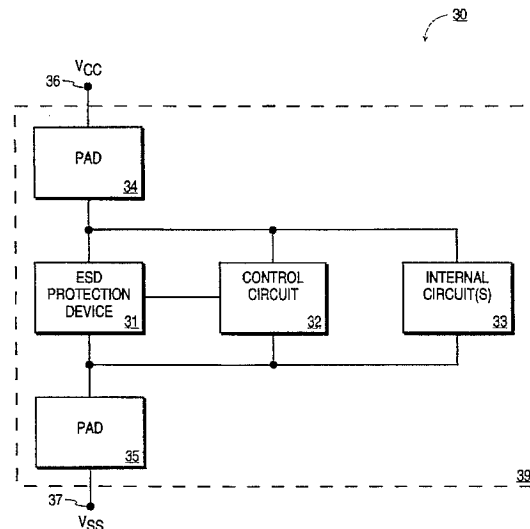 30
VCC
36
PAD
34
ESD
PROTECTION
DEVICE
31
CONTROL
CIRCUIT
32
INTERNAL
CIRCUIT(S)
33
PAD
35
39
37
VSS